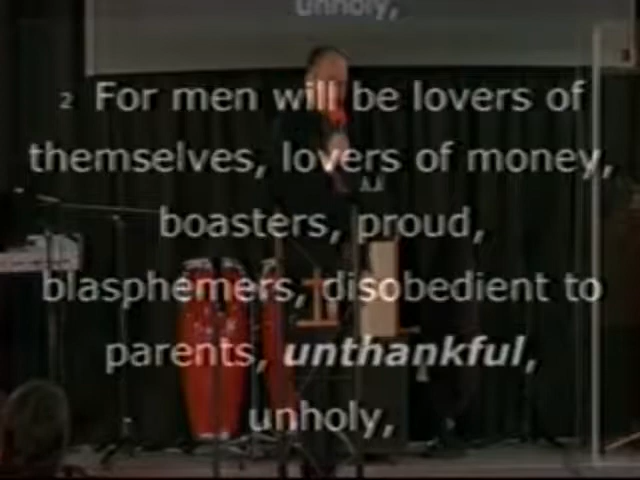 unholy,
2 For men will be lovers of
themselves, lovers of money,
boasters, proud,
blasphemers, disobedient to
parents, unthankful,
unholy,